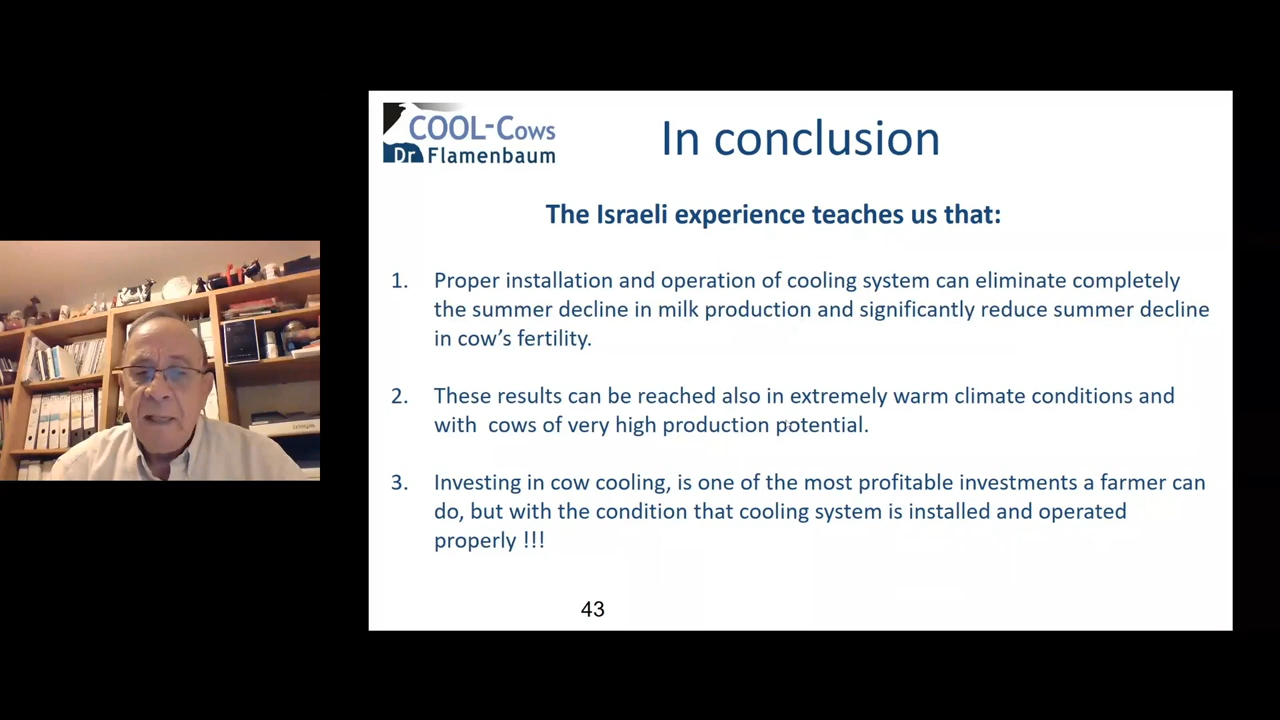 COOL-Cows
Dr Flamenbaum
In conclusion
The Israeli experience teaches us that:
1. Proper installation and operation of cooling system can eliminate completely
the summer decline in milk production and significantly reduce summer decline
in cow's fertility.
2. These results can be reached also in extremely warm climate conditions and
with cows of very high production potential.
3. Investing in cow cooling, is one of the most profitable investments a farmer can
do, but with the condition that cooling system is installed and operated
properly !!!
43